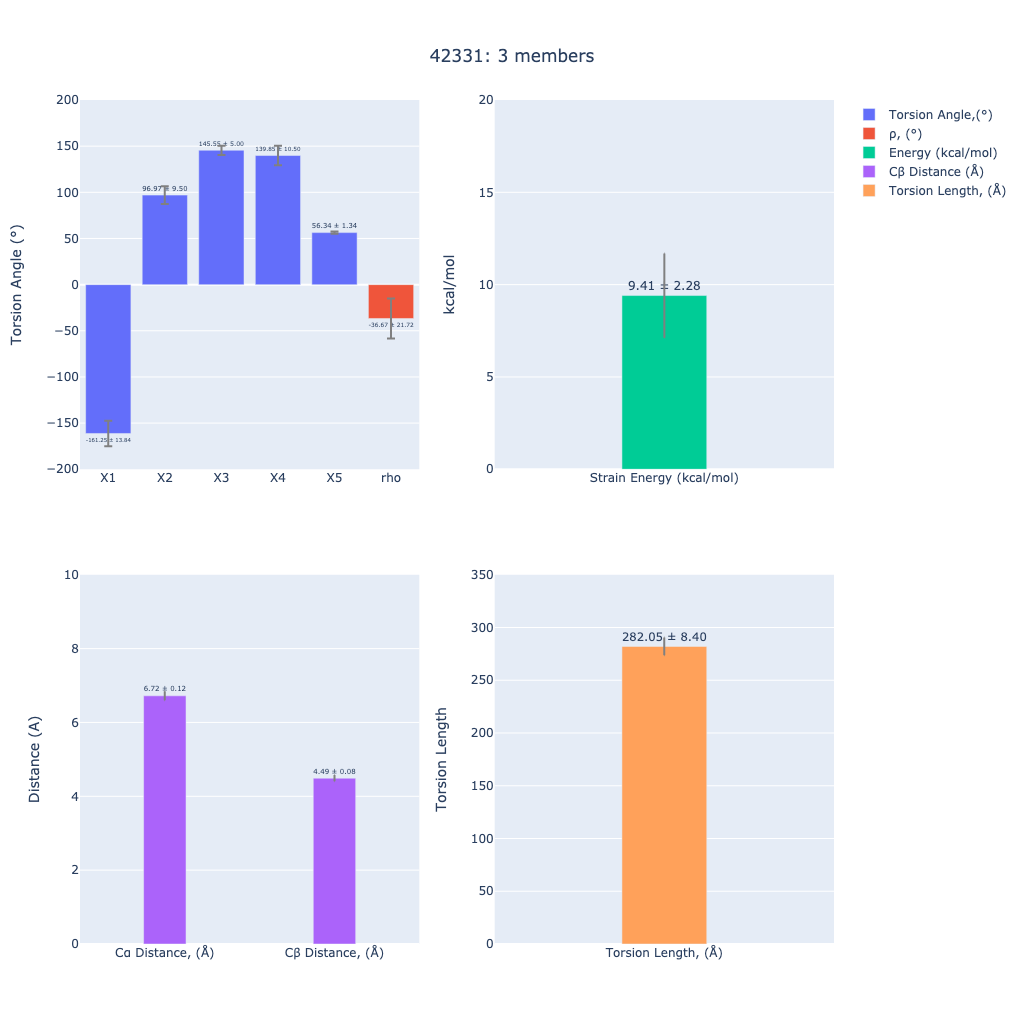 42331: 3 members
Torsion Angle (°)
200
150
100
50
0
−50
−100
−150
−200
-161.25 ± 13.84
96.97 ± 9.50
145.55 ± 5.00
139.85 ± 10.50
56.34 ± 1.34
-36.67 ± 21.72
X1 X2 X3 X4 X5 rho
kcal/mol
20
15
10
5
0
9.41 ± 2.28
Strain Energy (kcal/mol)
Torsion Angle,(°)
ρ, (°)
Energy (kcal/mol)
Cβ Distance (Å)
Torsion Length, (Å)
Distance (A)
10
8
6
4
2
0
6.72 ± 0.12
4.49 ± 0.08
Cα Distance, (Å) Cβ Distance, (Å)
Torsion Length
350
300
250
200
150
100
50
0
282.05 ± 8.40
Torsion Length, (Å)